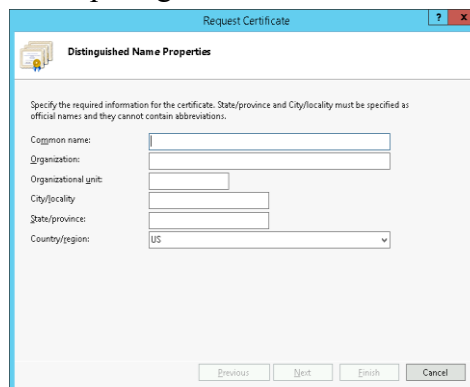 Request Certificate
? x
Distinguished Name Properties
Specify the required information for the certificate. State/province and City/locality must be specified as
official names and they cannot contain abbreviations.
Common name:
Organization:
Organizational unit:
City/locality
State/province:
Country/region:
US
Previous Next Finish Cancel